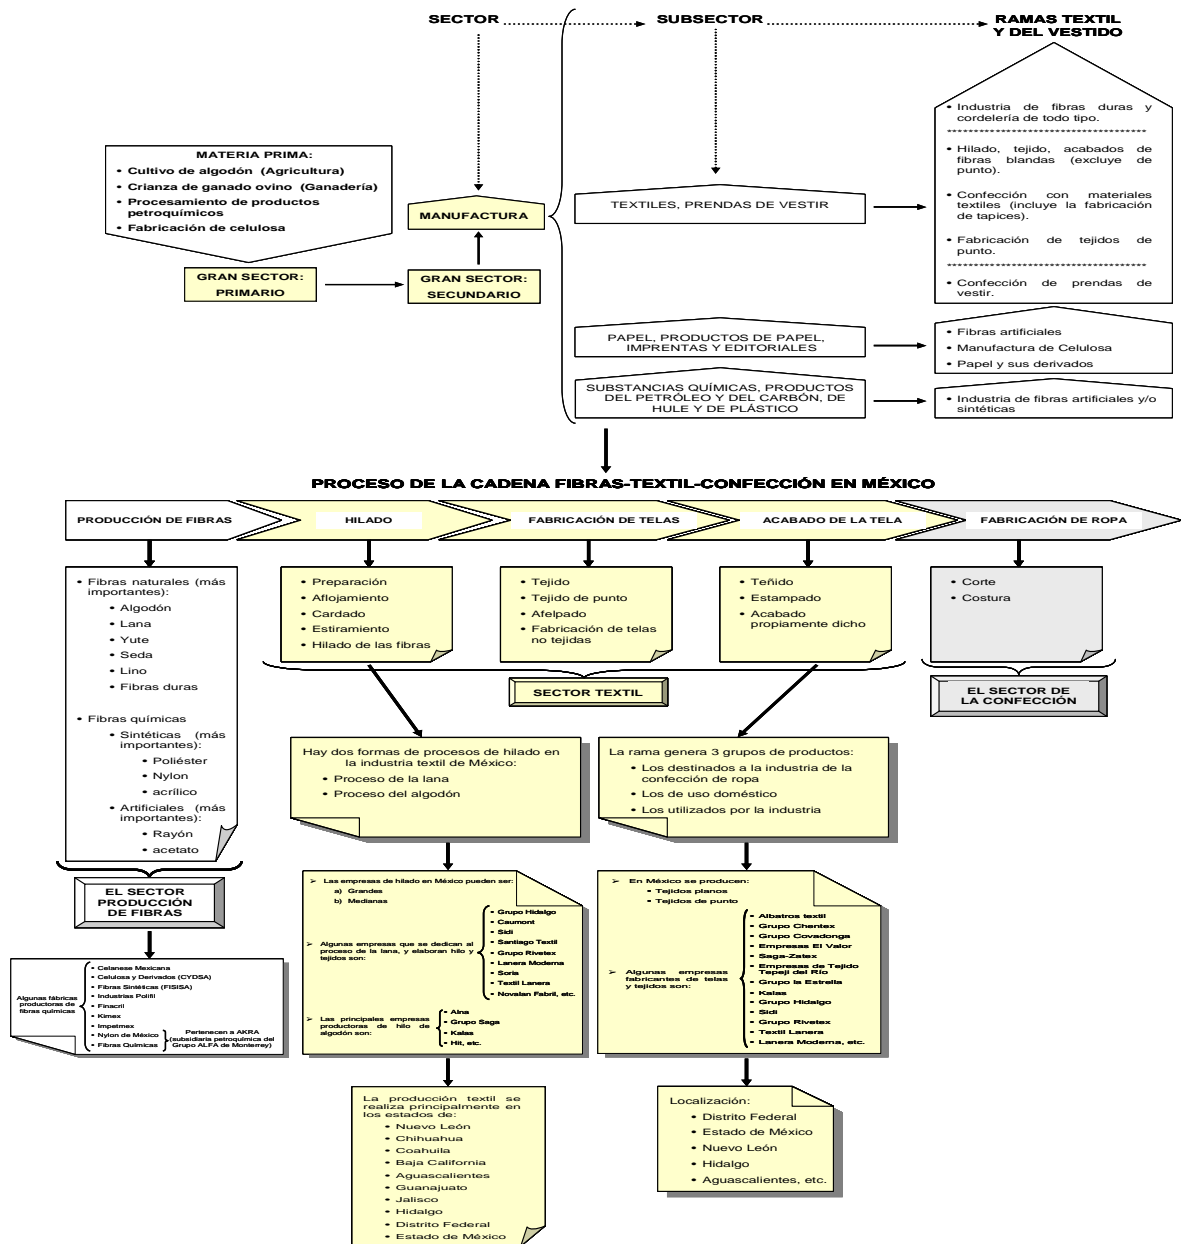 SECTOR
SUBSECTOR
RAMAS TEXTIL
Y DEL VESTIDO
MATERIA PRIMA:
• Cultivo de algodón (Agricultura)
• Crianza de ganado ovino (Ganadería)
• Procesamiento de productos
petroquímicos
• Fabricación de celulosa
GRAN SECTOR:
PRIMARIO
MANUFACTURA
GRAN SECTOR:
SECUNDARIO
TEXTILES, PRENDAS DE VESTIR
• Industria de fibras duras y
cordelería de todo tipo.
*************************************
• Hilado, tejido, acabados de
fibras blandas (excluye de
punto).
• Confección con materiales
textiles (incluye la fabricación
de tapices).
• Fabricación de tejidos de
punto.
*************************************
• Confección de prendas de
vestir.
PAPEL, PRODUCTOS DE PAPEL,
IMPRENTAS Y EDITORIALES
• Fibras artificiales
• Manufactura de Celulosa
• Papel y sus derivados
SUBSTANCIAS QUÍMICAS, PRODUCTOS
DEL PETRÓLEO Y DEL CARBÓN, DE
HULE Y DE PLÁSTICO
• Industria de fibras artificiales y/o
sintéticas
PROCESO DE LA CADENA FIBRAS-TEXTIL-CONFECCIÓN EN MÉXICO
PRODUCCIÓN DE FIBRAS
HILADO
FABRICACIÓN DE TELAS
ACABADO DE LA TELA
FABRICACIÓN DE ROPA
• Fibras naturales (más
importantes):
• Algodón
• Lana
• Yute
• Seda
• Lino
• Fibras duras
• Fibras químicas
• Sintéticas (más
importantes):
• Poliéster
• Nylon
• acrílico
• Artificiales (más
importantes):
• Rayón
• acetato
• Preparación
• Aflojamiento
• Cardado
• Estiramiento
• Hilado de las fibras
• Tejido
• Tejido de punto
• Afelpado
• Fabricación de telas
no tejidas
• Teñido
• Estampado
• Acabado
propiamente dicho
• Corte
• Costura
SECTOR TEXTIL
EL SECTOR DE
LA CONFECCIÓN
Hay dos formas de procesos de hilado en
la industria textil de México:
• Proceso de la lana
• Proceso del algodón
La rama genera 3 grupos de productos:
• Los destinados a la industria de la
confección de ropa
• Los de uso doméstico
• Los utilizados por la industria
EL SECTOR
PRODUCCIÓN
DE FIBRAS
Algunas fábricas
productoras de
fibras químicas
• Celanese Mexicana
• Celulosa y Derivados (CYDSA)
• Fibras Sintéticas (FISISA)
• Industrias Polifil
• Finacril
• Kimex
• Impetmex
• Nylon de México
• Fibras Químicas
Pertenecen a AKRA
(subsidiaria petroquímica del
Grupo ALFA de Monterrey)
➢ Las empresas de hilado en México pueden ser:
a) Grandes
b) Medianas
➢ Algunas empresas que se dedican al
proceso de la lana, y elaboran hilo y
tejidos son:
• Grupo Hidalgo
• Caumont
• Sidi
• Santiago Textil
• Grupo Rivetex
• Lanera Moderna
• Soria
• Textil Lanera
• Novalan Fabril, etc.
➢ Las principales empresas
productoras de hilo de
algodón son:
• Alna
• Grupo Saga
• Kalas
• Hit, etc.
➢ En México se producen:
• Tejidos planos
• Tejidos de punto
➢ Algunas empresas
fabricantes de telas
y tejidos son:
• Albatros textil
• Grupo Chentex
• Grupo Covadonga
• Empresas El Valor
• Saga-Zatex
• Empresas de Tejido
Tepeji del Río
• Grupo la Estrella
• Kalas
• Grupo Hidalgo
• Sidi
• Grupo Rivetex
• Textil Lanera
• Lanera Moderna, etc.
La producción textil se
realiza principalmente en
los estados de:
• Nuevo León
• Chihuahua
• Coahuila
• Baja California
• Aguascalientes
• Guanajuato
• Jalisco
• Hidalgo
• Distrito Federal
• Estado de México
Localización:
• Distrito Federal
• Estado de México
• Nuevo León
• Hidalgo
• Aguascalientes, etc.